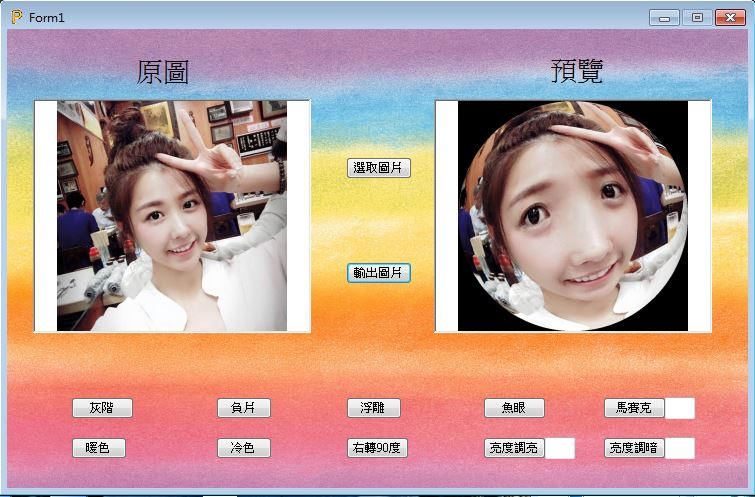 Form1
原圖
預覽
選取圖片
輸出圖片
灰階
負片
浮雕
魚眼
馬賽克
暖色
冷色
右轉90度
亮度調亮
亮度調暗